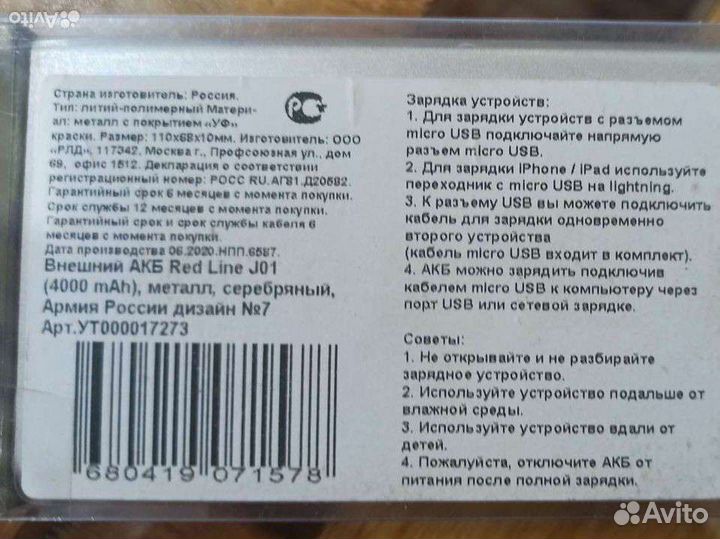 Avito
Страна изготовитель: Россия.
Тип: литий-полимерный Матери-
ал: металл с покрытием «УФ»
краски. Размер: 110x68x10мм. Изготовитель: ООО
«РЛД», 117342, Москва г., Профсоюзная ул., дом
69, офис 1512. Декларация о соответствии
регистрационный номер: РОСС RU.АГ81.Д20582.
Гарантийный срок 6 месяцев с момента покупки.
Срок службы 12 месяцев с момента покупки.
Гарантийный срок и срок службы кабеля 6
месяцев с момента покупки.
Дата производства 06.2020.НПП.6587.
Внешний АКБ Red Line J01
(4000 mAh), металл, серебряный,
Армия России дизайн №7
Арт.УТ000017273
680419 071578
Зарядка устройств:
1. Для зарядки устройств с разъемом
micro USB подключайте напрямую
разъем micro USB.
2. Для зарядки iPhone / iPad используйте
переходник с micro USB на lightning.
3. К разъему USB вы можете подключить
кабель для зарядки одновременно
второго устройства
(кабель micro USB входит в комплект).
4. АКБ можно зарядить подключив
кабелем micro USB к компьютеру через
порт USB или сетевой зарядке.
Советы:
1. Не открывайте и не разбирайте
зарядное устройство.
2. Используйте устройство подальше от
влажной среды.
3. Используйте устройство вдали от
детей.
4. Пожалуйста, отключите АКБ от
питания после полной зарядки.
Avito